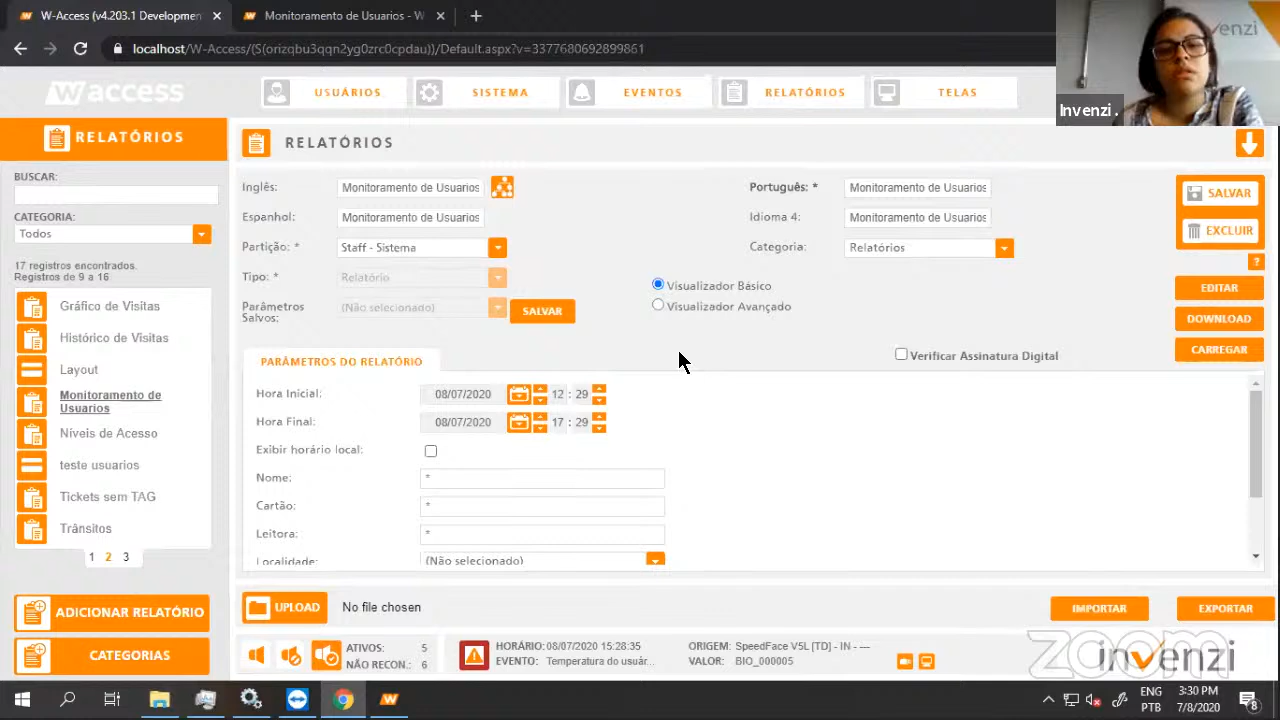 W-Access (v4.203.1 Developmen
Monitoramento de Usuarios - W
localhost/W-Access/(S(orizqbu3qqn2yg0zrc0cpdau))/Default.aspx?v=3377680692899861
waccess
USUÁRIOS
SISTEMA
EVENTOS
RELATÓRIOS
TELAS
Invenzi .
RELATÓRIOS
BUSCAR:
CATEGORIA:
Todos
17 registros encontrados.
Registros de 9 a 16
Gráfico de Visitas
Histórico de Visitas
Layout
Monitoramento de
Usuarios
Níveis de Acesso
teste usuarios
Tickets sem TAG
Trânsitos
1 2 3
ADICIONAR RELATÓRIO
CATEGORIAS
RELATÓRIOS
Inglês: Monitoramento de Usuarios
Português: * Monitoramento de Usuarios
Espanhol: Monitoramento de Usuarios
Idioma 4: Monitoramento de Usuarios
Partição: * Staff - Sistema
Categoria: Relatórios
Tipo: * Relatório
Visualizador Básico
Parâmetros
Salvos:
(Não selecionado)
SALVAR
Visualizador Avançado
SALVAR
EXCLUIR
?
EDITAR
DOWNLOAD
CARREGAR
PARÂMETROS DO RELATÓRIO
Verificar Assinatura Digital
Hora Inicial: 08/07/2020 12 : 29
Hora Final: 08/07/2020 17 : 29
Exibir horário local:
Nome: *
Cartão: *
Leitora: *
Localidade: (Não selecionado)
UPLOAD No file chosen
IMPORTAR
EXPORTAR
ATIVOS: 5
NÃO RECON.: 6
HORÁRIO: 08/07/2020 15:28:35
EVENTO: Temperatura do usuár...
ORIGEM: SpeedFace V5L [TD] - IN - ---
VALOR: BIO_000005
zoom
invenzi
ENG
PTB
3:30 PM
7/8/2020
8